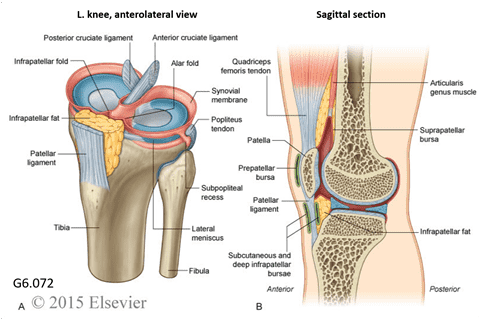 L. knee, anterolateral view
Posterior cruciate ligament
Anterior cruciate ligament
Infrapatellar fold
Alar fold
Synovial
membrane
Infrapatellar fat
Popliteus
tendon
Patellar
ligament
Subpopliteal
recess
Tibia
Lateral
meniscus
Fibula
G6.072
A
© 2015 Elsevier
Sagittal section
Quadriceps
femoris tendon
Articularis
genus muscle
Patella
Suprapatellar
bursa
Prepatellar
bursa
Patellar
ligament
Infrapatellar fat
Subcutaneous and
deep infrapatellar
bursae
Anterior
Posterior
B